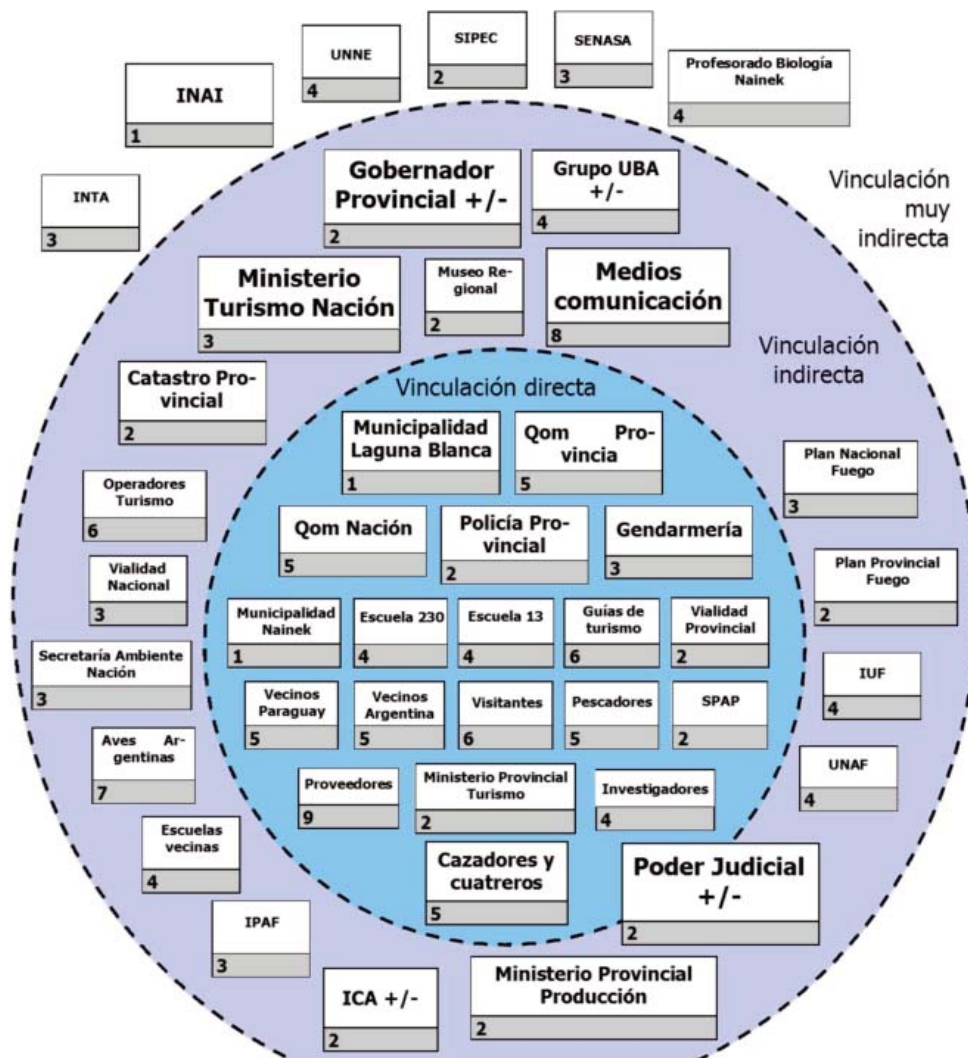 UNNE
4
SIPEC
2
SENASA
3
Profesorado Biología
Nainek
4
INAI
1
INTA
3
Vinculación
muy
indirecta
Gobernador
Provincial +/-
2
Grupo UBA
+/-
4
Ministerio
Turismo Nación
3
Museo Re-
gional
2
Medios
comunicación
8
Vinculación
indirecta
Catastro Pro-
vincial
2
Vinculación directa
Municipalidad
Laguna Blanca
1
Qom Pro-
vincia
5
Plan Nacional
Fuego
3
Operadores
Turismo
6
Qom Nación
5
Policía Pro-
vincial
2
Gendarmería
3
Vialidad
Nacional
3
Plan Provincial
Fuego
2
Municipalidad
Nainek
1
Escuela 230
4
Escuela 13
4
Guías de
turismo
6
Vialidad
Provincial
2
Secretaría Ambiente
Nación
3
IUF
4
Vecinos
Paraguay
5
Vecinos
Argentina
5
Visitantes
6
Pescadores
5
SPAP
2
Aves Ar-
gentinas
7
UNAF
4
Proveedores
9
Ministerio Provincial
Turismo
2
Investigadores
4
Escuelas
vecinas
4
Cazadores y
cuatreros
5
Poder Judicial
+/-
2
IPAF
3
ICA +/-
2
Ministerio Provincial
Producción
2